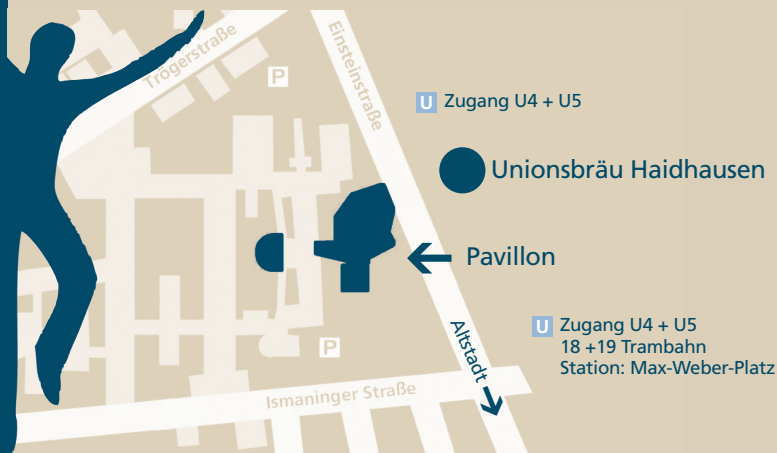 Trögerstraße
Einsteinstraße
P
U Zugang U4 + U5
Unionsbräu Haidhausen
Pavillon
Altstadt
U Zugang U4 + U5
18 +19 Trambahn
Station: Max-Weber-Platz
P
Ismaninger Straße